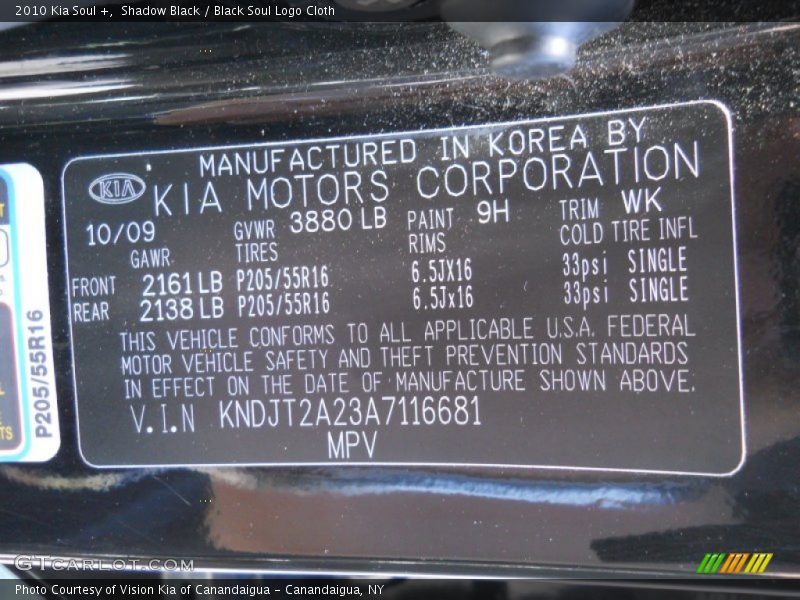 2010 Kia Soul +, Shadow Black / Black Soul Logo Cloth
MANUFACTURED IN KOREA BY
KIA KIA MOTORS CORPORATION
10/09 GVWR 3880 LB PAINT 9H TRIM WK
GAWR TIRES RIMS COLD TIRE INFL
FRONT 2161 LB P205/55R16 6.5JX16 33psi SINGLE
REAR 2138 LB P205/55R16 6.5Jx16 33psi SINGLE
THIS VEHICLE CONFORMS TO ALL APPLICABLE U.S.A. FEDERAL
MOTOR VEHICLE SAFETY AND THEFT PREVENTION STANDARDS
IN EFFECT ON THE DATE OF MANUFACTURE SHOWN ABOVE.
V.I.N KNDJT2A23A7116681
MPV
P205/55R16
GTcarlot.com
Photo Courtesy of Vision Kia of Canandaigua - Canandaigua, NY